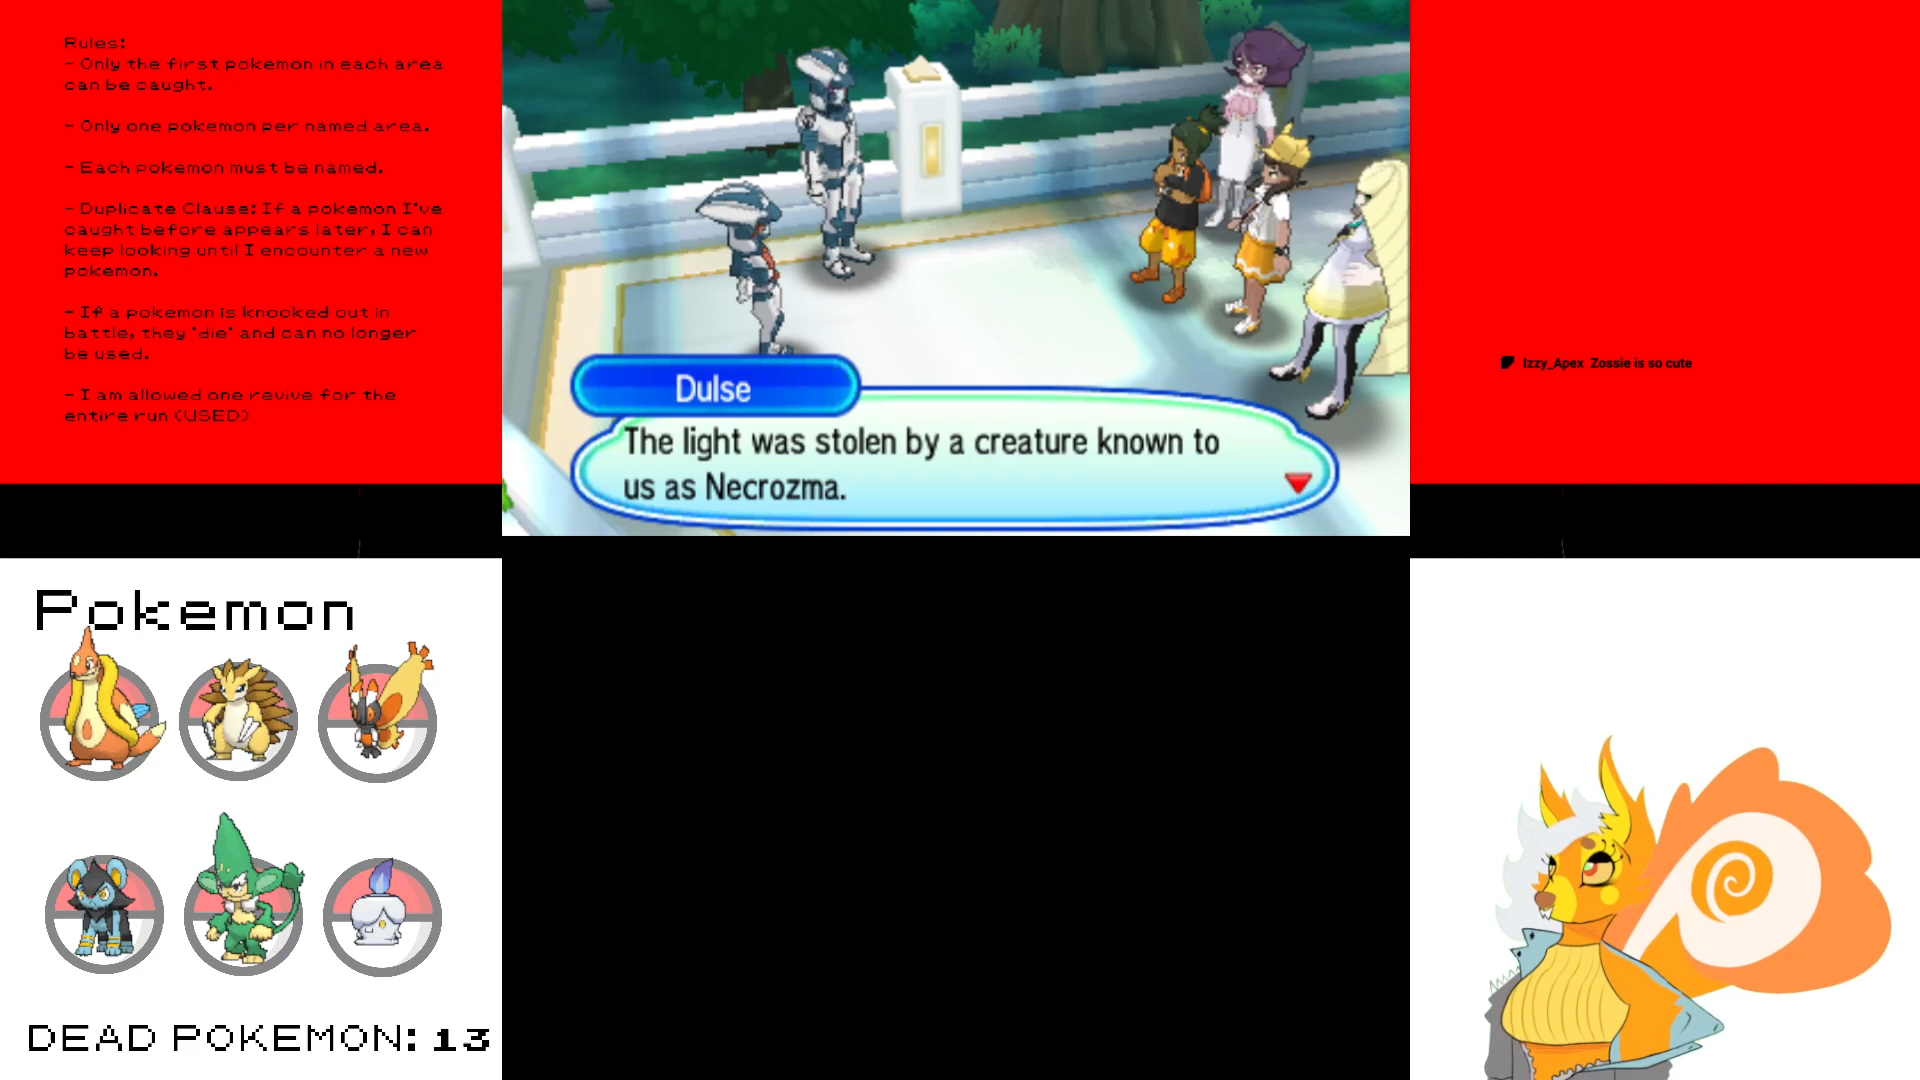 Rules:
- Only the first pokemon in each area
can be caught.
- Only one pokemon per named area.
- Each pokemon must be named.
- Duplicate Clause: If a pokemon I've
caught before appears later, I can
keep looking until I encounter a new
pokemon.
- If a pokemon is knocked out in
battle, they "die" and can no longer
be used.
- I am allowed one revive for the
entire run (USED)
Dulse
The light was stolen by a creature known to
us as Necrozma.
Izzy_Apex Zossie is so cute
Pokemon
DEAD POKEMON: 13